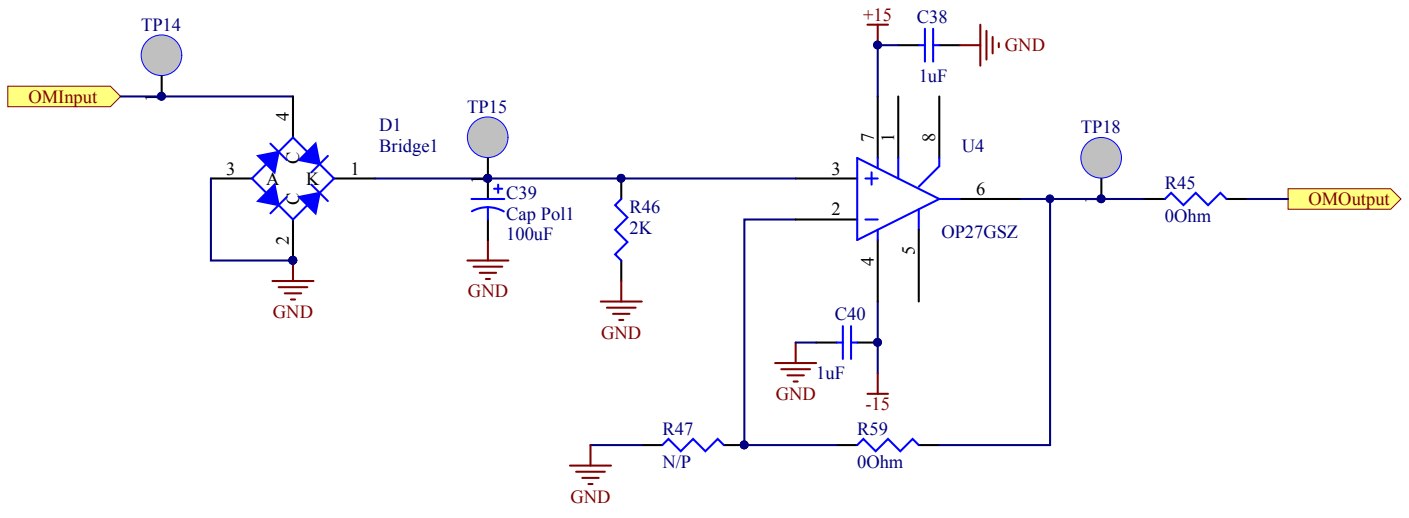 TP14
OMInput
4
D1
Bridge1
3
A
K
1
2
GND
TP15
1
C39
Cap Pol1
100uF
GND
R46
2K
GND
+15
C38
1uF
GND
7
1
8
U4
3
2
6
OP27GSZ
4
5
C40
1uF
GND
-15
R47
N/P
GND
R59
0Ohm
TP18
R45
0Ohm
OMOutput